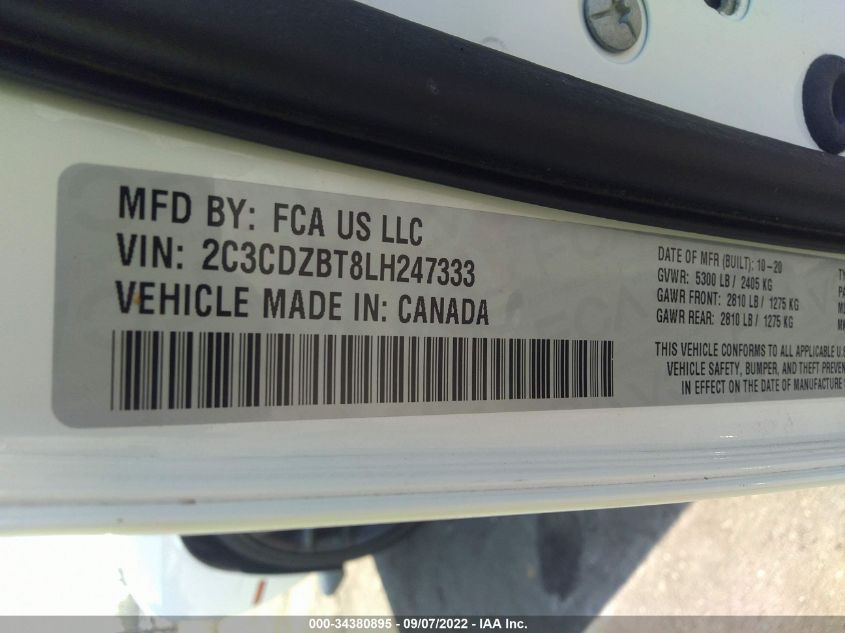 MFD BY: FCA US LLC
VIN: 2C3CDZBT8LH247333
VEHICLE MADE IN: CANADA
DATE OF MFR (BUILT): 10-20
GVWR: 5300 LB / 2405 KG
GAWR FRONT: 2810 LB / 1275 KG
GAWR REAR: 2810 LB / 1275 KG
THIS VEHICLE CONFORMS TO ALL APPLICABLE U.S
VEHICLE SAFETY, BUMPER, AND THEFT PREVEN
IN EFFECT ON THE DATE OF MANUFACTURE
000-34380895 - 09/07/2022 - IAA Inc.